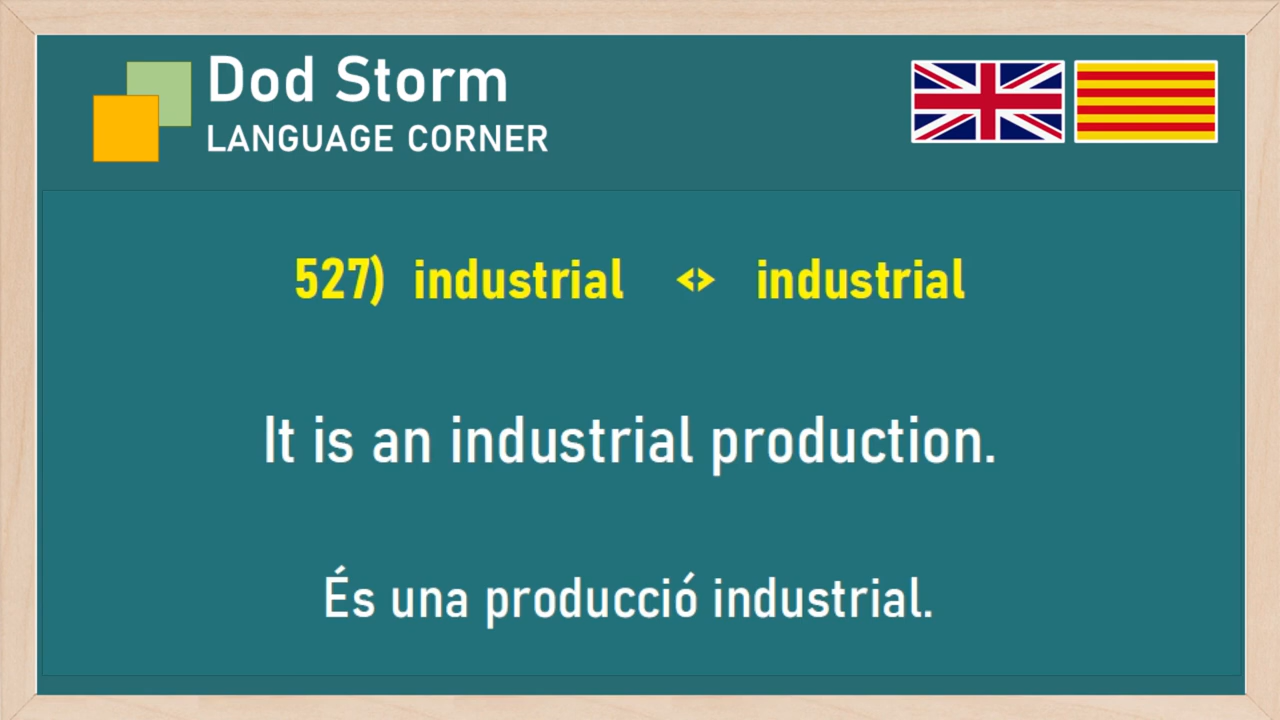 Dod Storm
LANGUAGE CORNER
527) industrial <> industrial
It is an industrial production.
És una producció industrial.